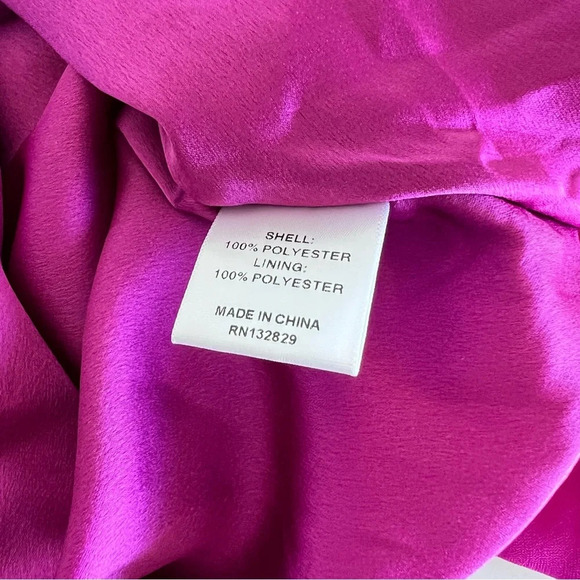 SHELL:
100% POLYESTER
LINING:
100% POLYESTER
MADE IN CHINA
RN132829